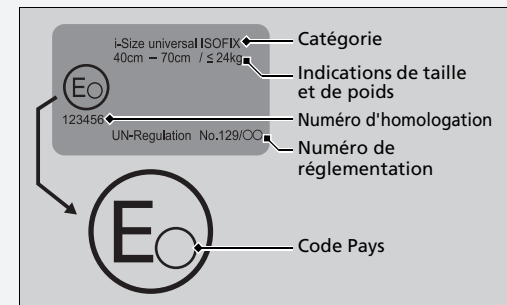 i-Size universal ISOFIX
40cm – 70cm / ≤ 24kg
E
123456
UN-Regulation No.129/OO
E
Catégorie
Indications de taille
et de poids
Numéro d'homologation
Numéro de
réglementation
Code Pays